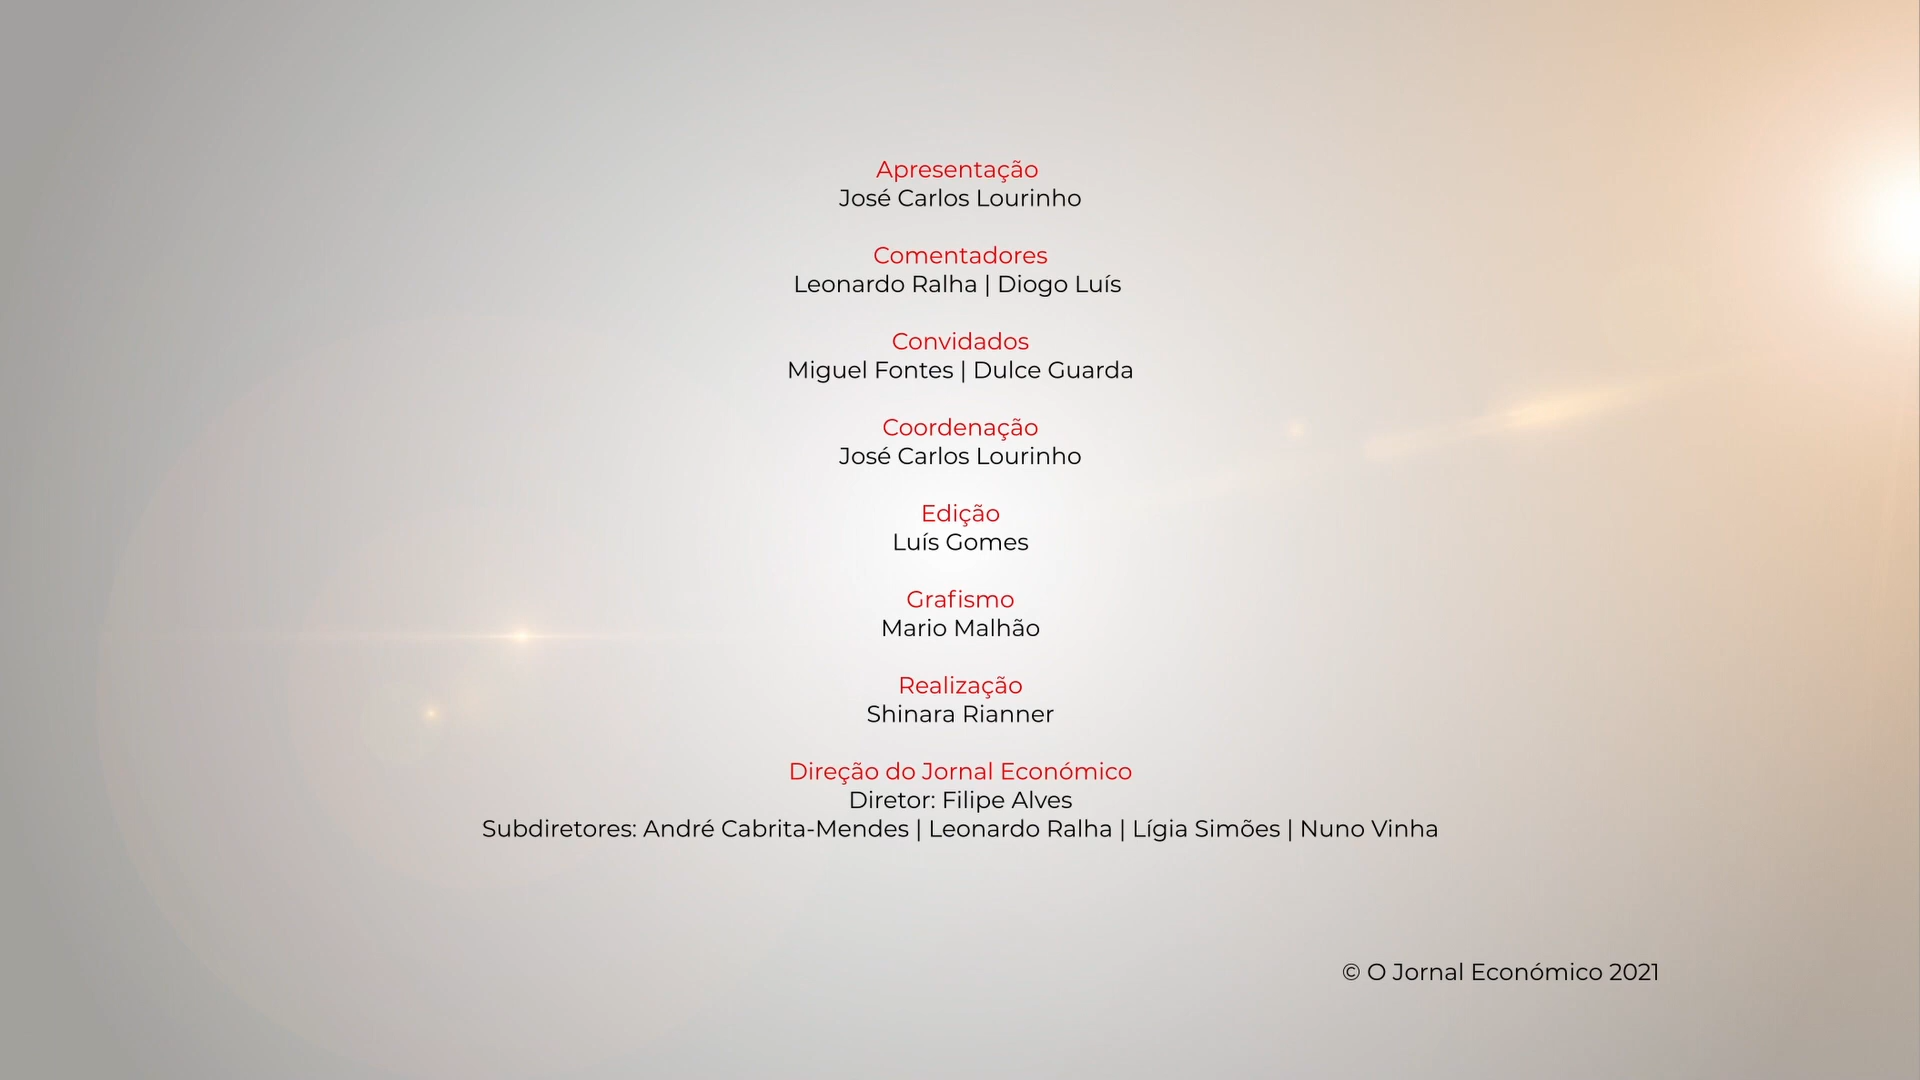 Apresentação
José Carlos Lourinho
Comentadores
Leonardo Ralha | Diogo Luís
Convidados
Miguel Fontes | Dulce Guarda
Coordenação
José Carlos Lourinho
Edição
Luís Gomes
Grafismo
Mario Malhão
Realização
Shinara Rianner
Direção do Jornal Económico
Diretor: Filipe Alves
Subdiretores: André Cabrita-Mendes | Leonardo Ralha | Lígia Simões | Nuno Vinha
© O Jornal Económico 2021